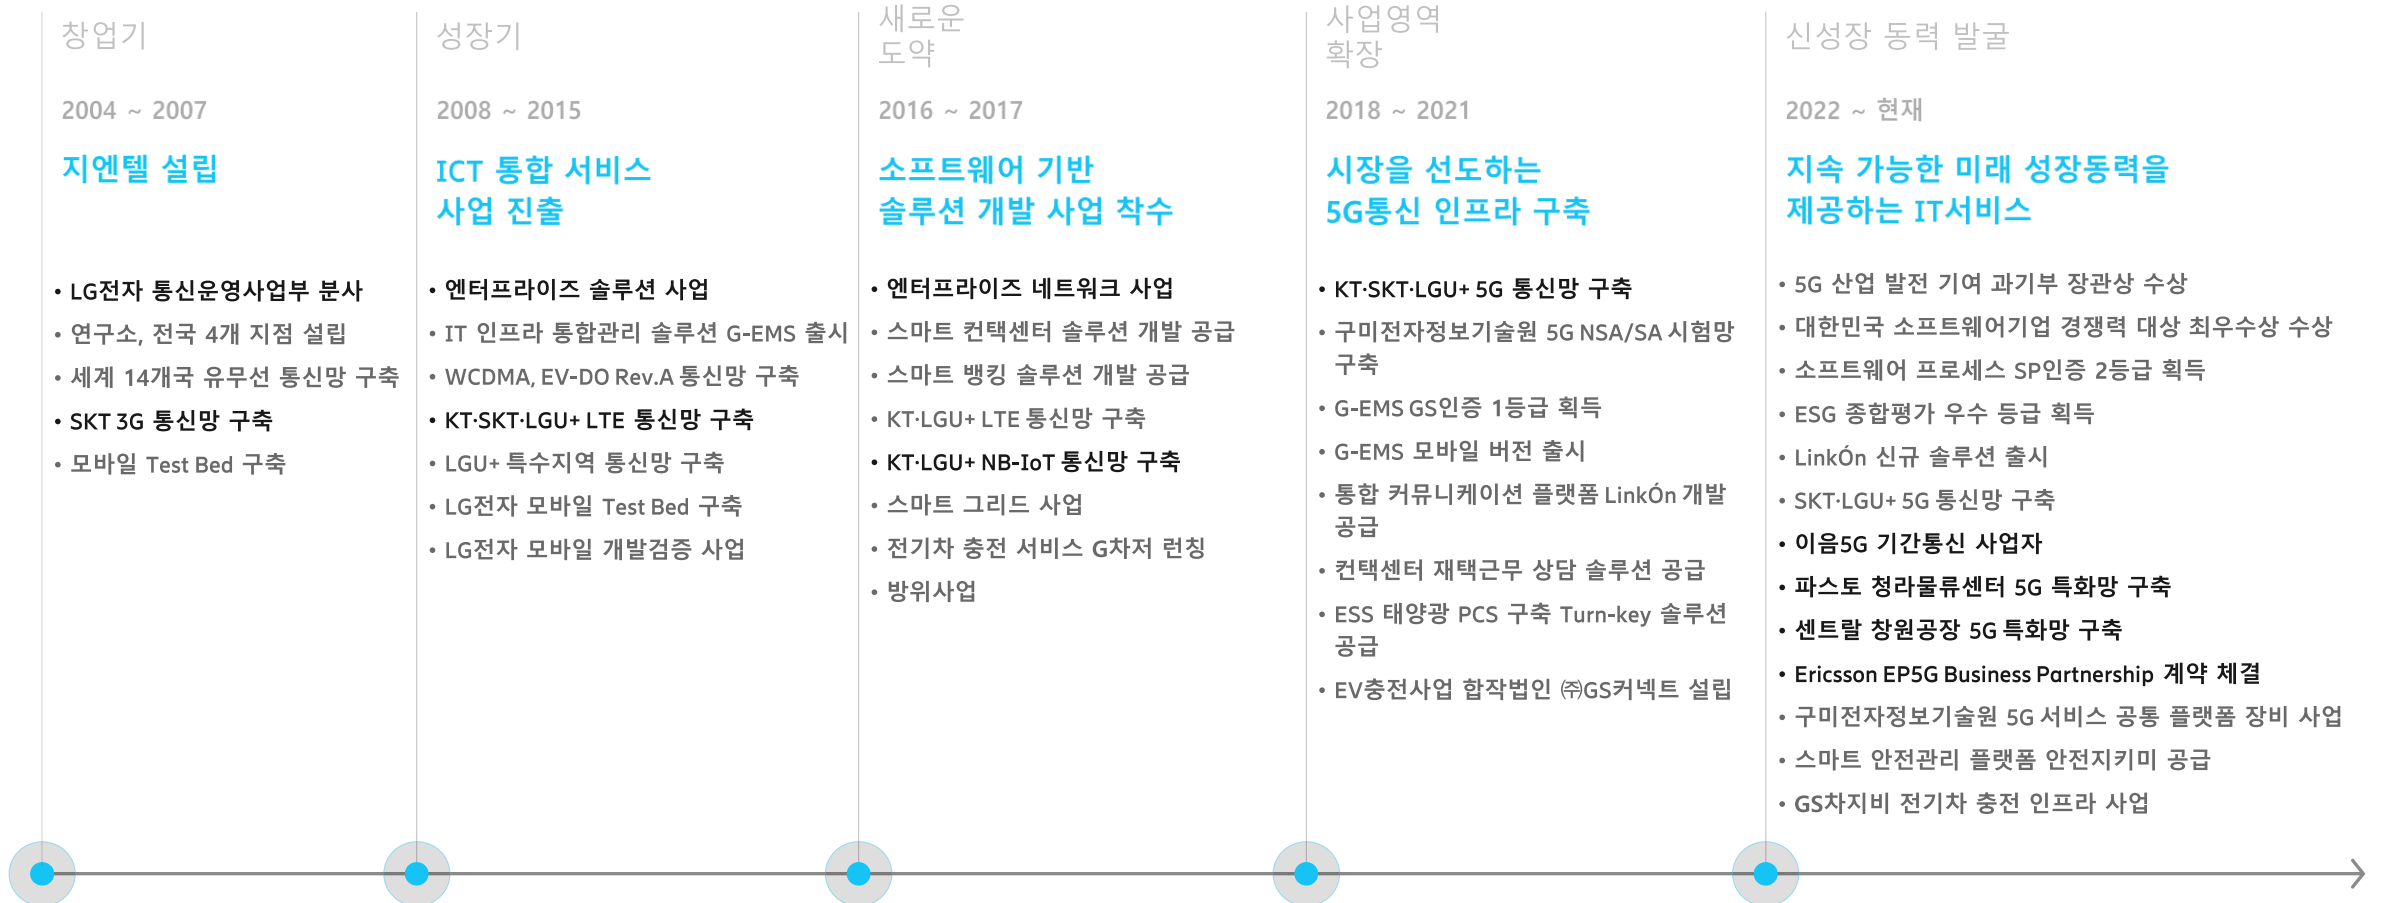 창업기
2004 ~ 2007
지엔텔 설립
• LG전자 통신운영사업부 분사
• 연구소, 전국 4개 지점 설립
• 세계 14개국 유무선 통신망 구축
• SKT 3G 통신망 구축
• 모바일 Test Bed 구축
성장기
2008 ~ 2015
ICT 통합 서비스
사업 진출
• 엔터프라이즈 솔루션 사업
• IT 인프라 통합관리 솔루션 G-EMS 출시
• WCDMA, EV-DO Rev.A 통신망 구축
• KT·SKT·LGU+ LTE 통신망 구축
• LGU+ 특수지역 통신망 구축
• LG전자 모바일 Test Bed 구축
• LG전자 모바일 개발검증 사업
새로운
도약
2016 ~ 2017
소프트웨어 기반
솔루션 개발 사업 착수
• 엔터프라이즈 네트워크 사업
• 스마트 컨택센터 솔루션 개발 공급
• 스마트 뱅킹 솔루션 개발 공급
• KT·LGU+ LTE 통신망 구축
• KT·LGU+ NB-IoT 통신망 구축
• 스마트 그리드 사업
• 전기차 충전 서비스 G차저 런칭
• 방위사업
사업영역
확장
2018 ~ 2021
시장을 선도하는
5G통신 인프라 구축
• KT·SKT·LGU+ 5G 통신망 구축
• 구미전자정보기술원 5G NSA/SA 시험망
구축
• G-EMS GS인증 1등급 획득
• G-EMS 모바일 버전 출시
• 통합 커뮤니케이션 플랫폼 LinkÓn 개발
공급
• 컨택센터 재택근무 상담 솔루션 공급
• ESS 태양광 PCS 구축 Turn-key 솔루션
공급
• EV충전사업 합작법인 ㈜GS커넥트 설립
신성장 동력 발굴
2022 ~ 현재
지속 가능한 미래 성장동력을
제공하는 IT서비스
• 5G 산업 발전 기여 과기부 장관상 수상
• 대한민국 소프트웨어기업 경쟁력 대상 최우수상 수상
• 소프트웨어 프로세스 SP인증 2등급 획득
• ESG 종합평가 우수 등급 획득
• LinkÓn 신규 솔루션 출시
• SKT·LGU+ 5G 통신망 구축
• 이음5G 기간통신 사업자
• 파스토 청라물류센터 5G 특화망 구축
• 센트랄 창원공장 5G 특화망 구축
• Ericsson EP5G Business Partnership 계약 체결
• 구미전자정보기술원 5G 서비스 공통 플랫폼 장비 사업
• 스마트 안전관리 플랫폼 안전지키미 공급
• GS차지비 전기차 충전 인프라 사업